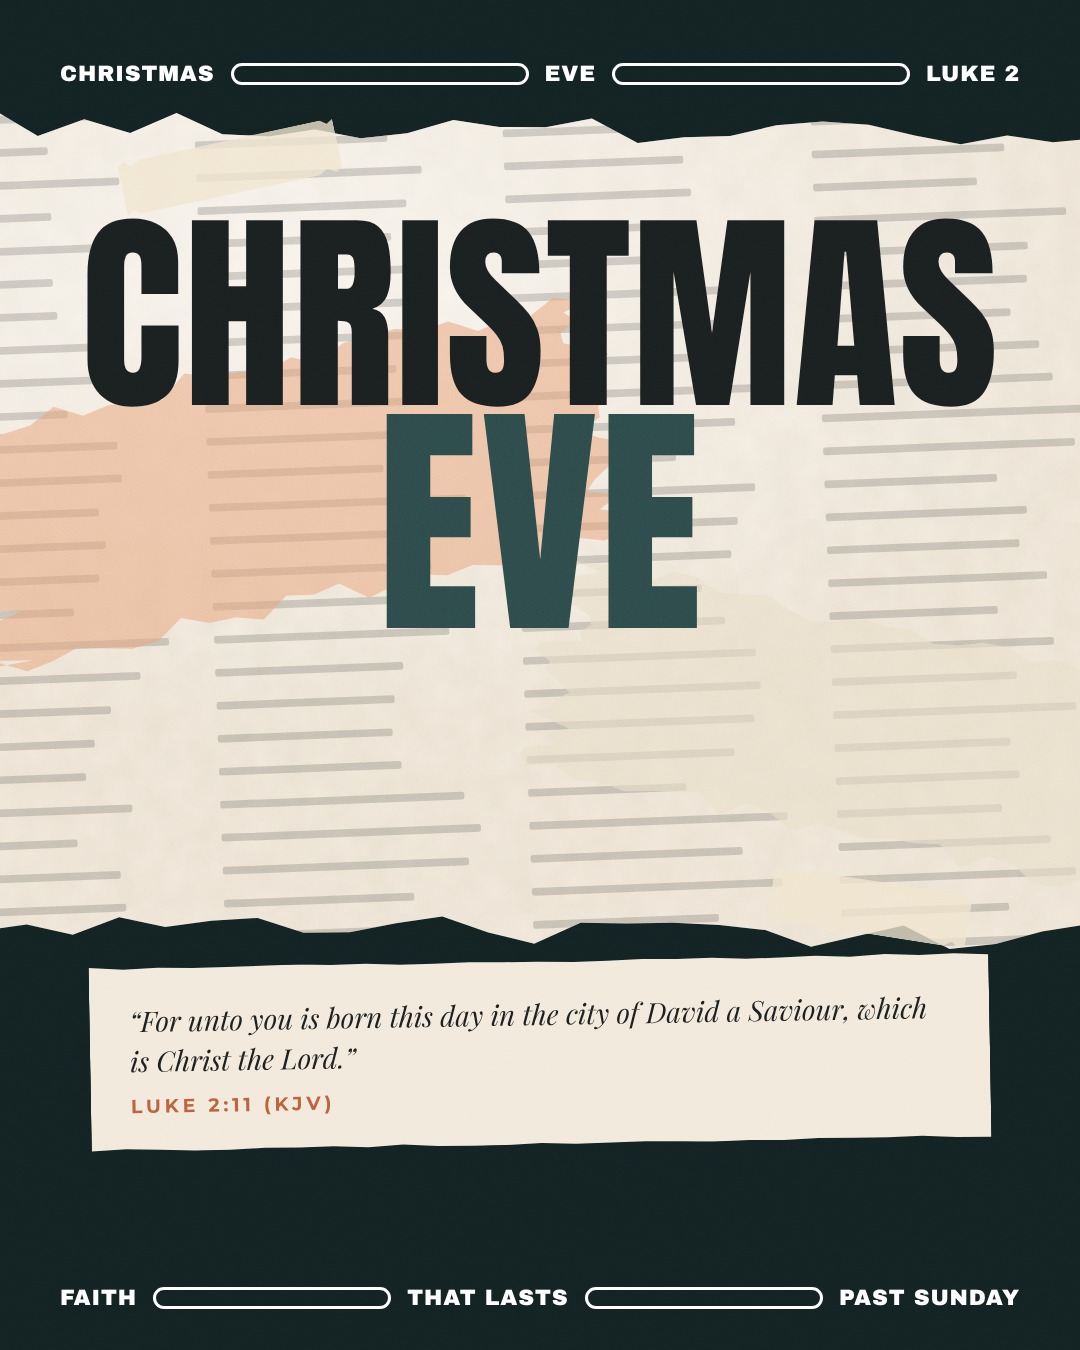 CHRISTMAS EVE LUKE 2
CHRISTMAS
EVE
“For unto you is born this day in the city of David a Saviour, which
is Christ the Lord.”
LUKE 2:11 (KJV)
FAITH THAT LASTS PAST SUNDAY